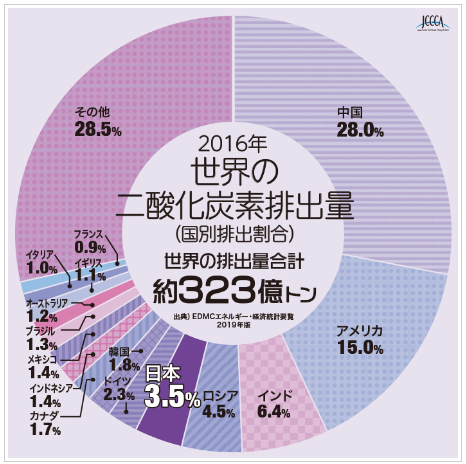 JCCCA
2016年
世界の
二酸化炭素排出量
(国別排出割合)
世界の排出量合計
約323億トン
出典) EDMCエネルギー・経済統計要覧
2019年版
中国
28.0%
アメリカ
15.0%
インド
6.4%
ロシア
4.5%
日本
3.5%
ドイツ
2.3%
韓国
1.8%
カナダ
1.7%
インドネシア
1.4%
メキシコ
1.4%
ブラジル
1.3%
オーストラリア
1.2%
イギリス
1.1%
イタリア
1.0%
フランス
0.9%
その他
28.5%